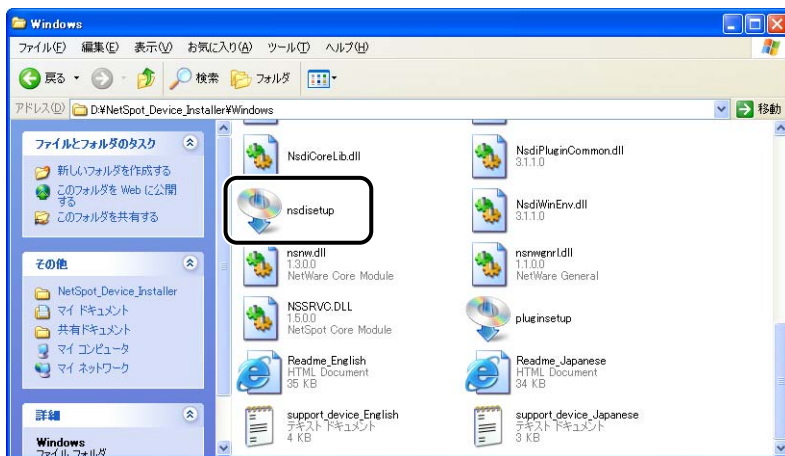 Windows
ファイル(F) 編集(E) 表示(V) お気に入り(A) ツール(T) ヘルプ(H)
戻る 検索 フォルダ
アドレス(D) D:¥NetSpot_Device_Installer¥Windows 移動
ファイルとフォルダのタスク
新しいフォルダを作成する
このフォルダを Web に公開
する
このフォルダを共有する
その他
NetSpot_Device_Installer
マイ ドキュメント
共有ドキュメント
マイ コンピュータ
マイ ネットワーク
詳細
Windows
ファイル フォルダ
NsdiCoreLib.dll
NsdiPluginCommon.dll
3.1.1.0
nsdisetup
NsdiWinEnv.dll
3.1.1.0
nsnw.dll
1.3.0.0
NetWare Core Module
nsnwgnrl.dll
1.1.0.0
NetWare General
NSSRVC.DLL
1.5.0.0
NetSpot Core Module
pluginsetup
Readme_English
HTML Document
35 KB
Readme_Japanese
HTML Document
34 KB
support_device_English
テキスト ドキュメント
4 KB
support_device_Japanese
テキスト ドキュメント
3 KB